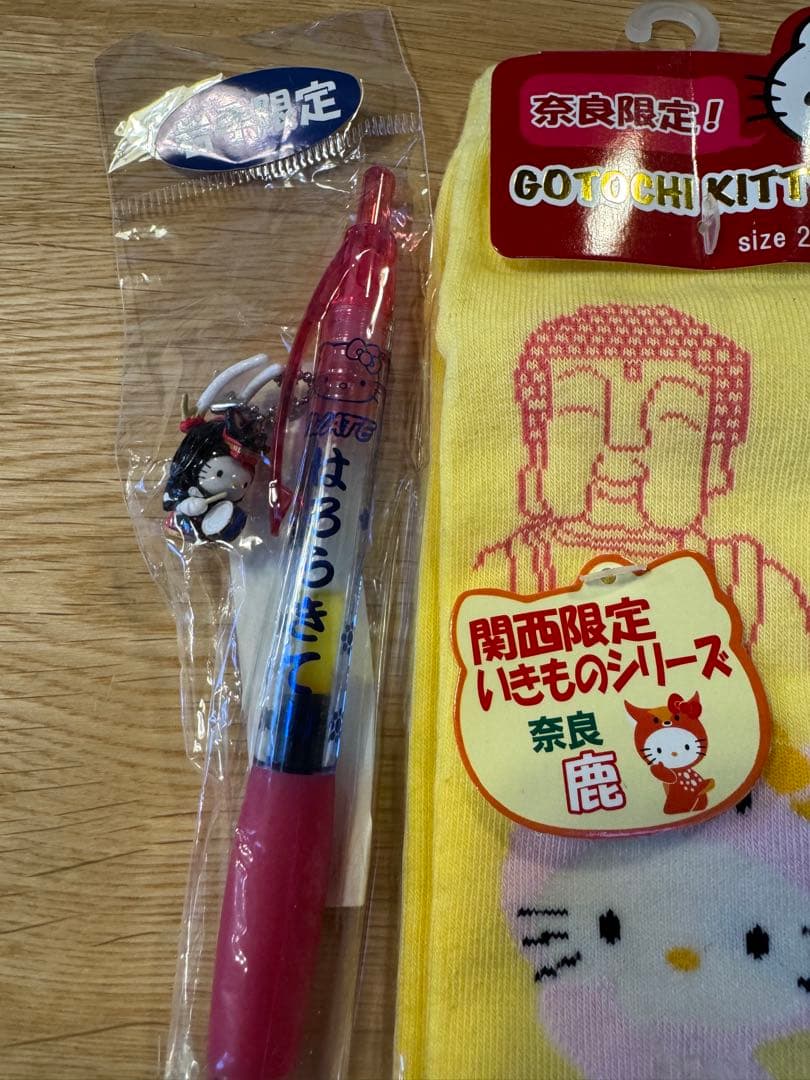 限定
はろうきて
奈良限定!
GOTOCHI KITT
size 2
関西限定
いきものシリーズ
奈良
鹿